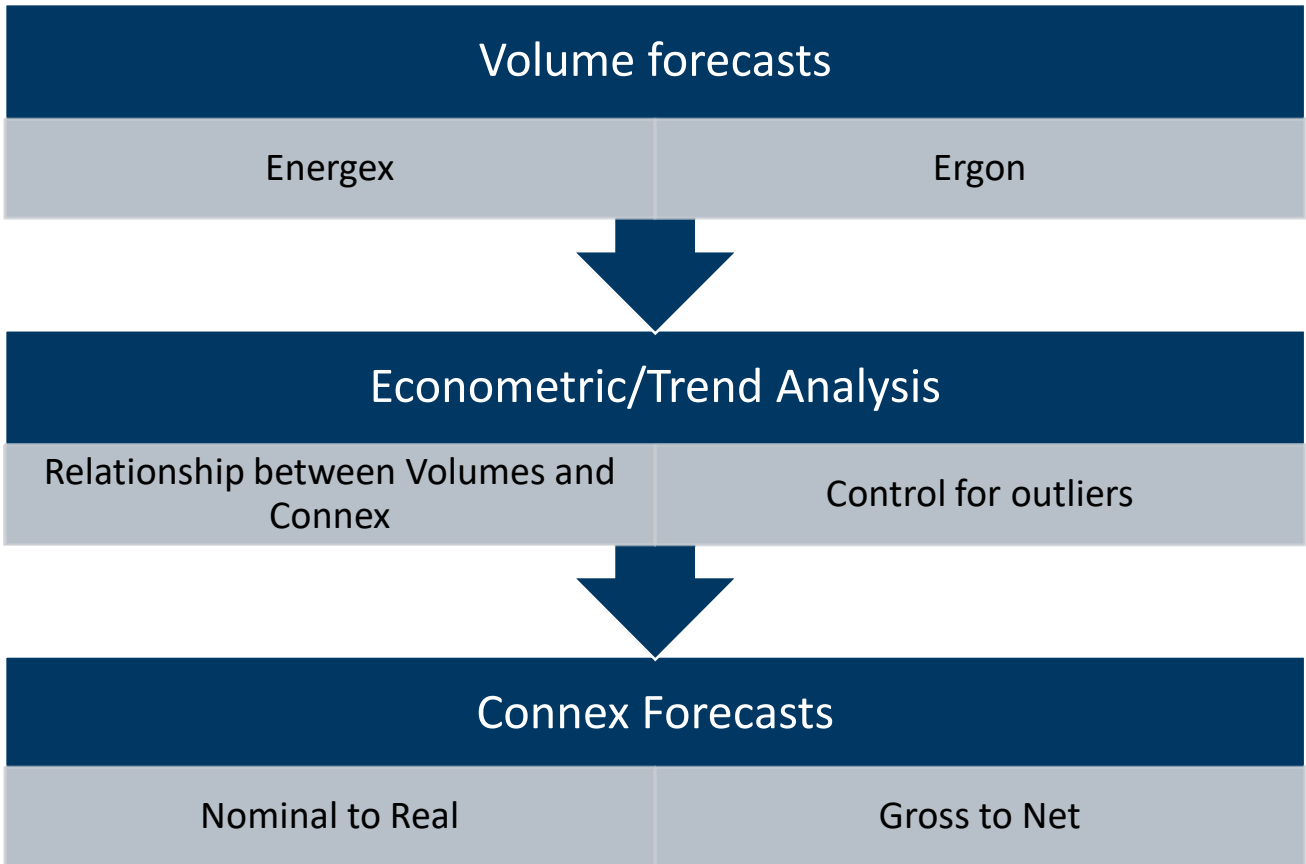 Volume forecasts
Energex
Ergon
Econometric/Trend Analysis
Relationship between Volumes and
Connex
Control for outliers
Connex Forecasts
Nominal to Real
Gross to Net